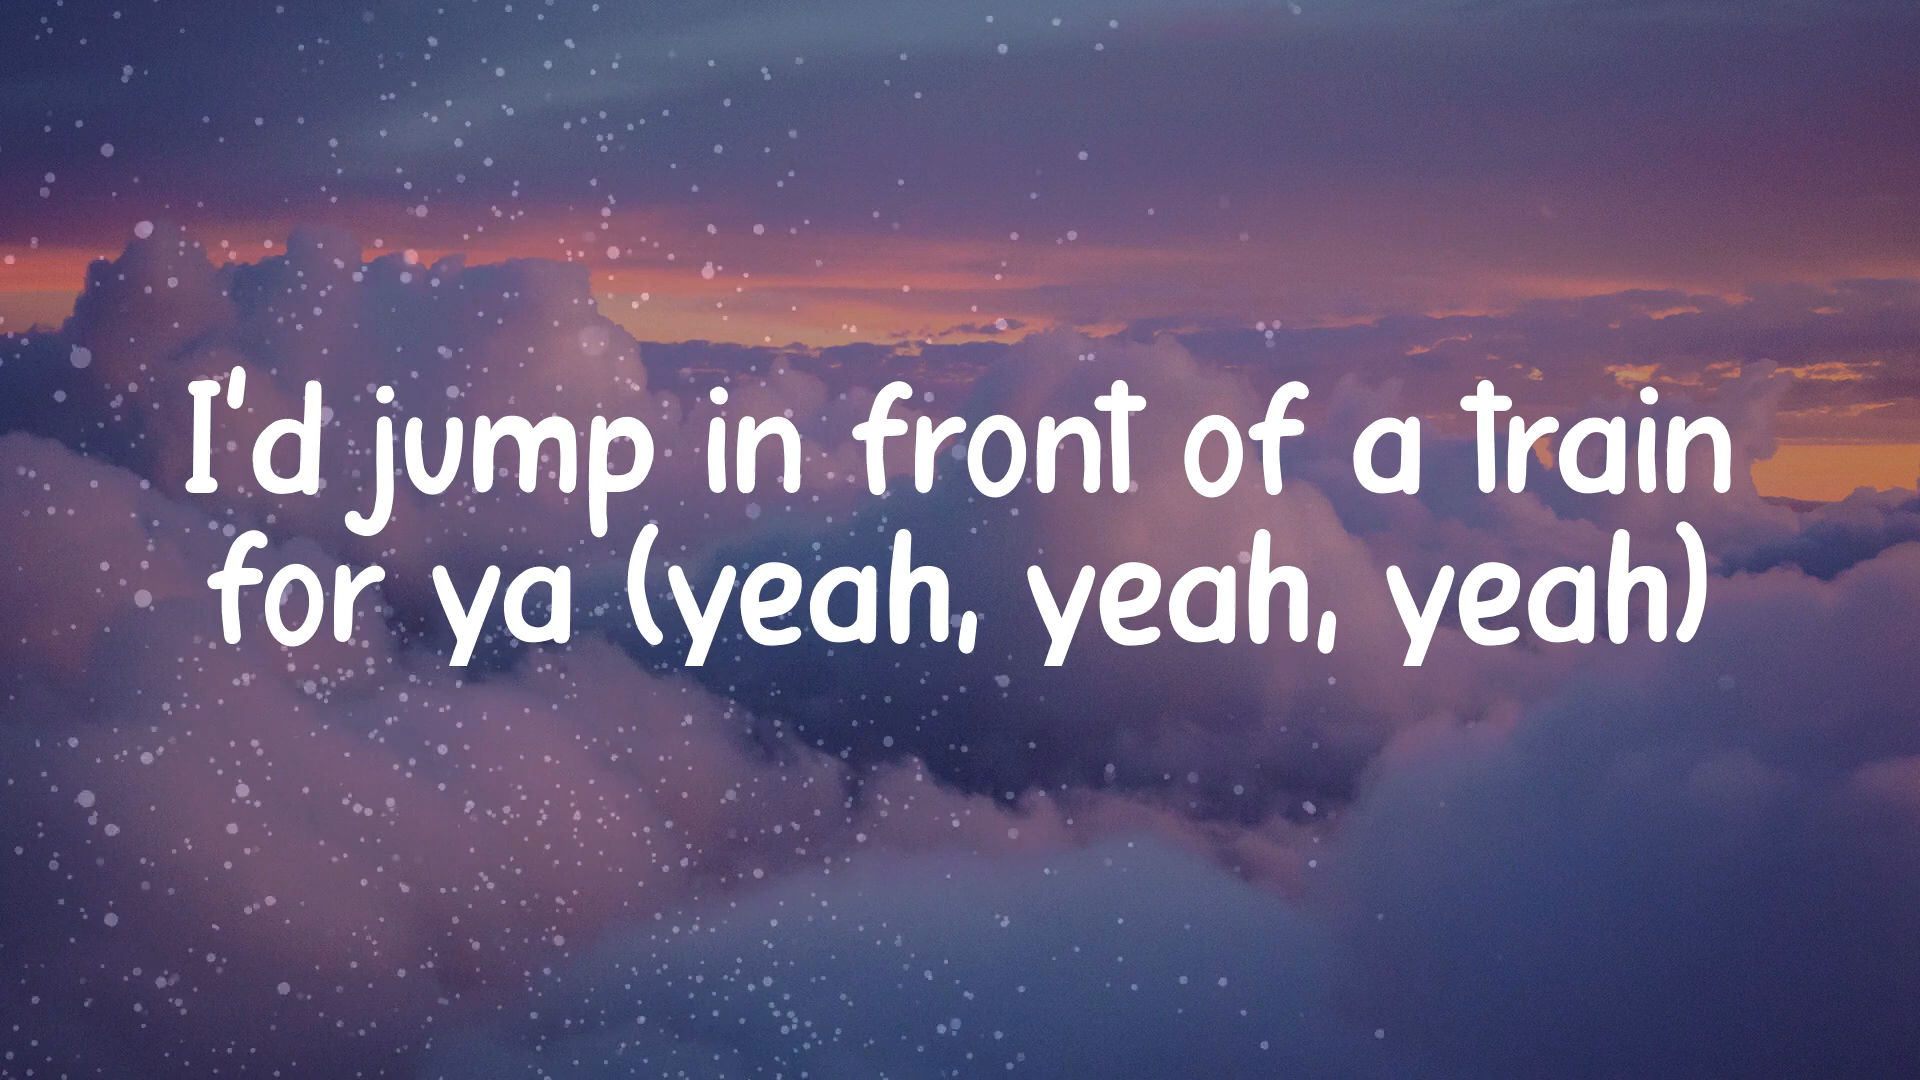 I'd jump in front of a train
for ya (yeah, yeah, yeah)